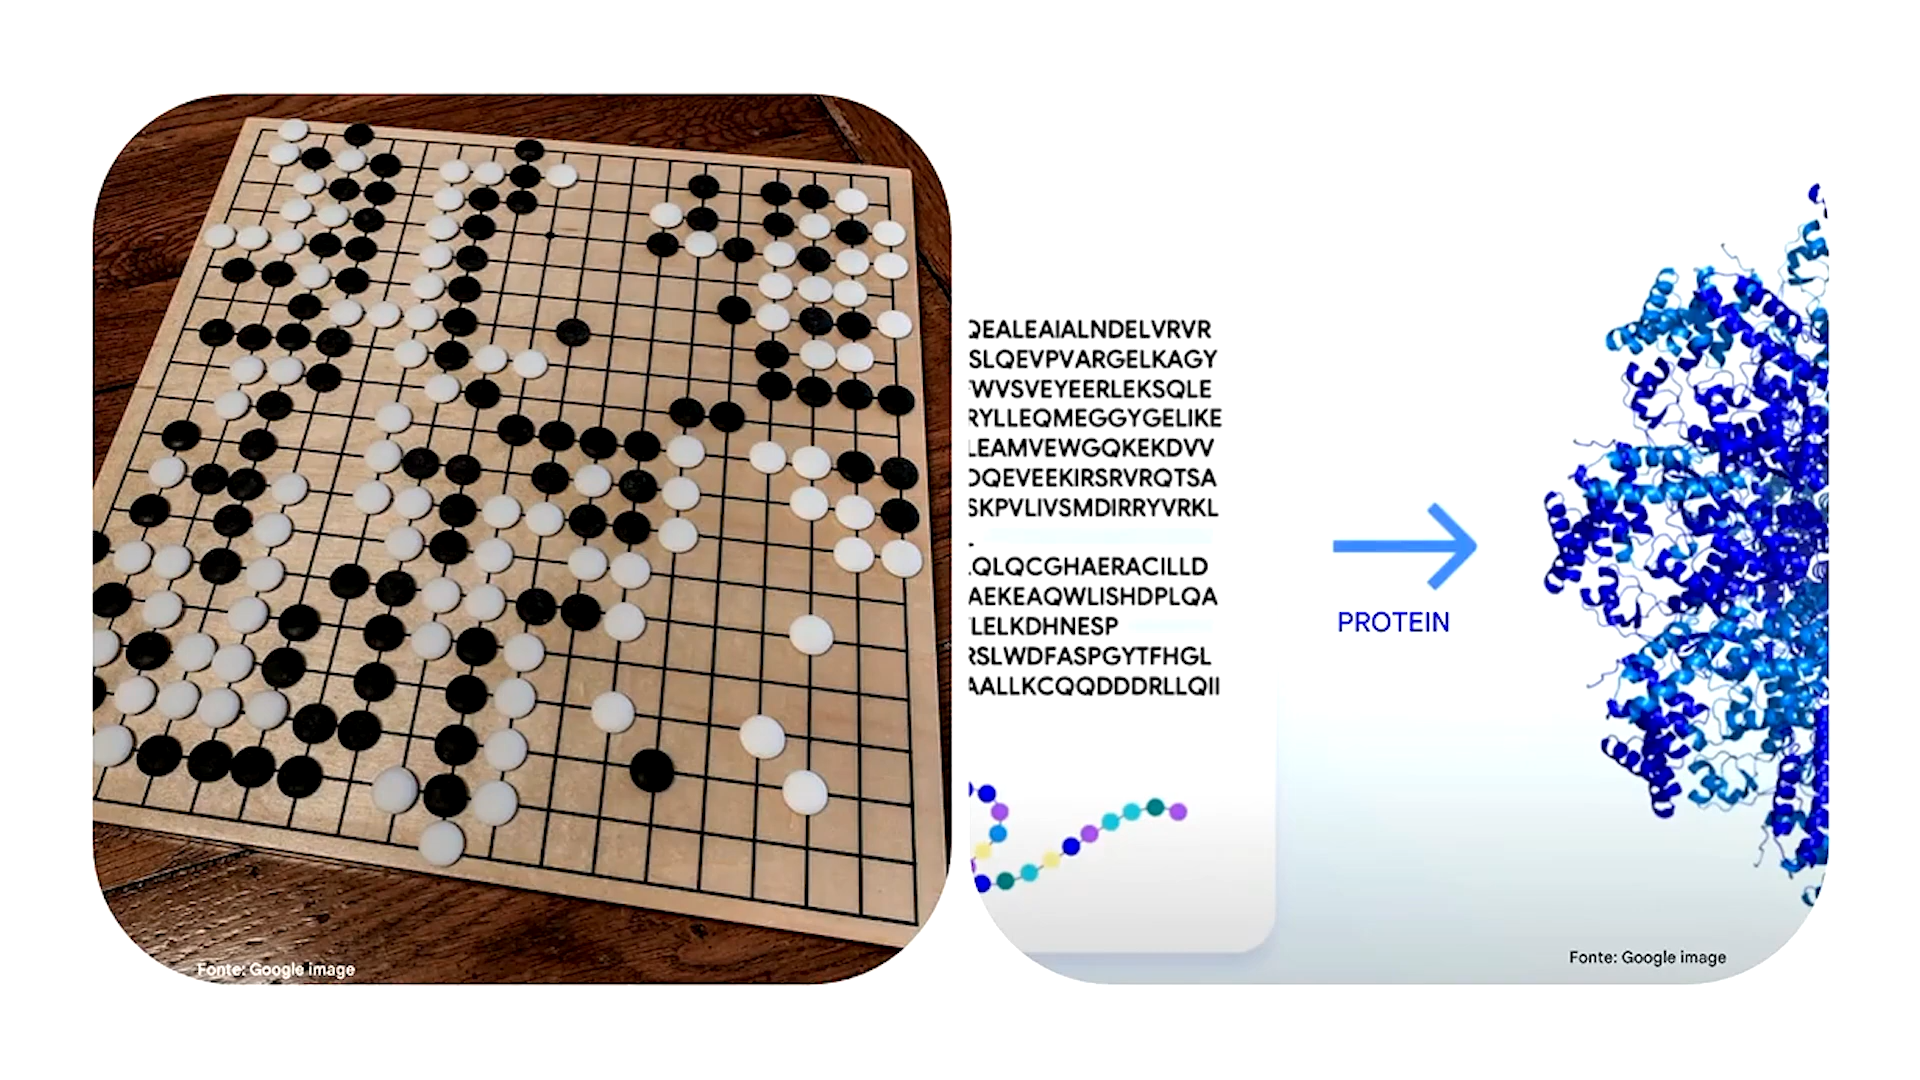 QEALEAIALNDELVRVR
SLQEVPVARGELKAGY
WVSVEYEERLEKSQLE
RYLLEQMEGGYGELIKE
LEAMVEWGQKEKDVV
DQEVEEKIRSRVRQTSA
SKPVLIVSMDIRRYVRKL
QLQCGHAERACILLD
AEKEAQWLISHDPLQA
LELKDHNESP
RSLWDFASPGYTFHGL
AALLKCQQDDDRLLQII
PROTEIN
Fonte: Google image
Fonte: Google image